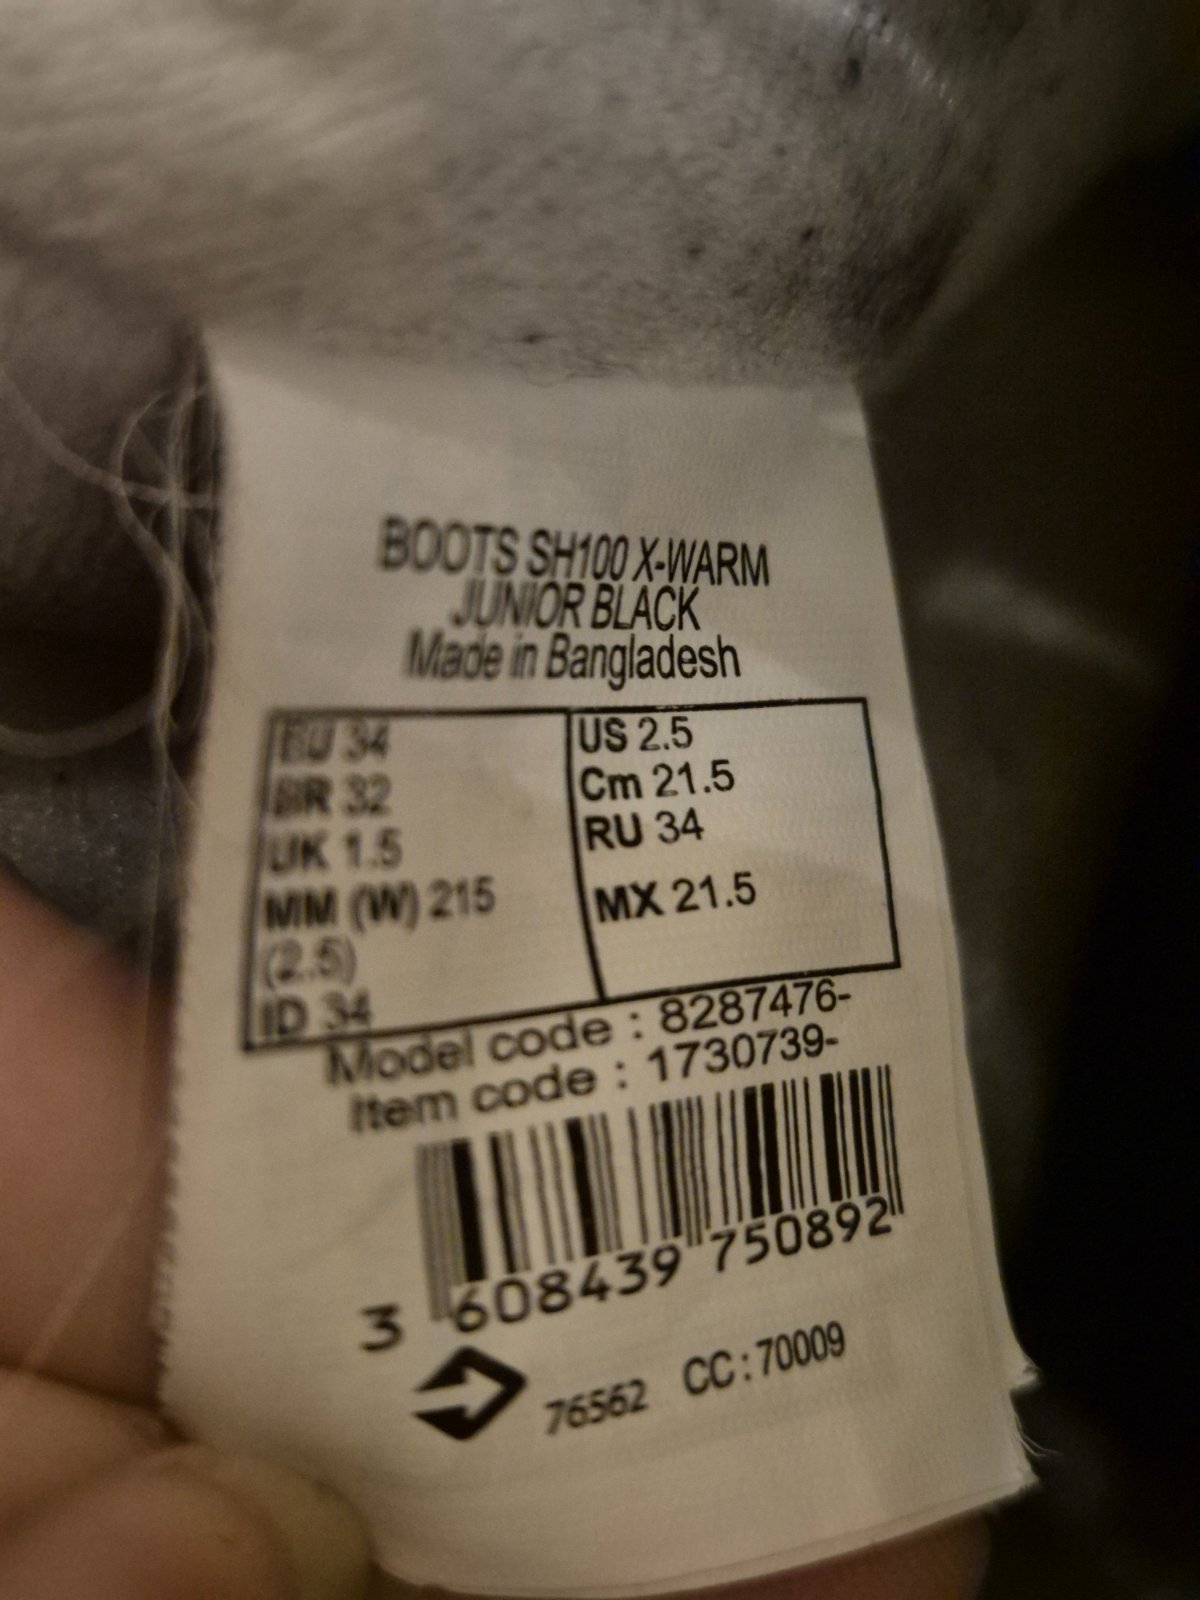 BOOTS SH100 X-WARM
JUNIOR BLACK
Made in Bangladesh
EU 34
BR 32
UK 1.5
MM (W) 215
(2.5)
ID 34
US 2.5
Cm 21.5
RU 34
MX 21.5
Model code : 8287476-
Item code : 1730739-
3 608439 750892
76562 CC:70009